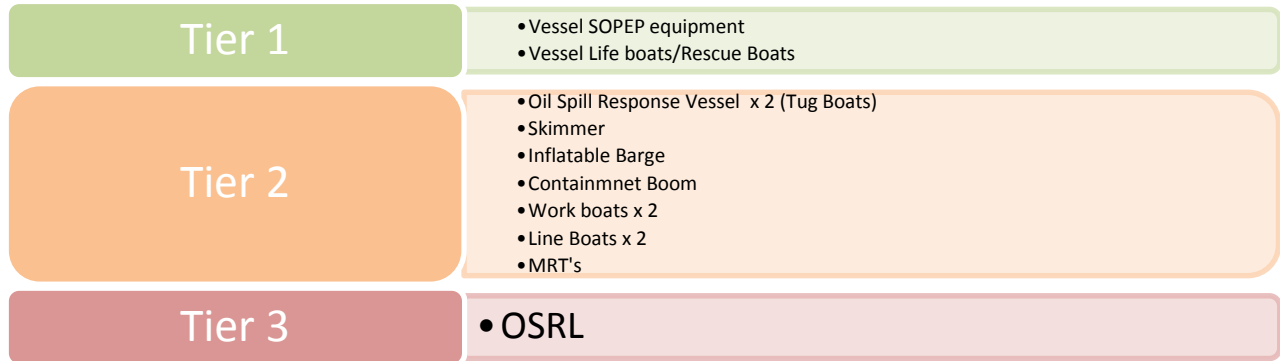 Tier 1
•Vessel SOPEP equipment
•Vessel Life boats/Rescue Boats
Tier 2
•Oil Spill Response Vessel x 2 (Tug Boats)
•Skimmer
•Inflatable Barge
•Containmnet Boom
•Work boats x 2
•Line Boats x 2
•MRT's
Tier 3
•OSRL